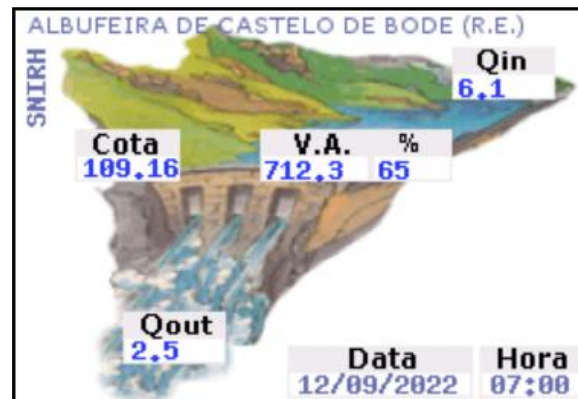 ALBUFEIRA DE CASTELO DE BODE (R.E.)
SNIRH
Qin
6.1
Cota
109.16
V.A. %
712.3 65
Qout
2.5
Data Hora
12/09/2022 07:00